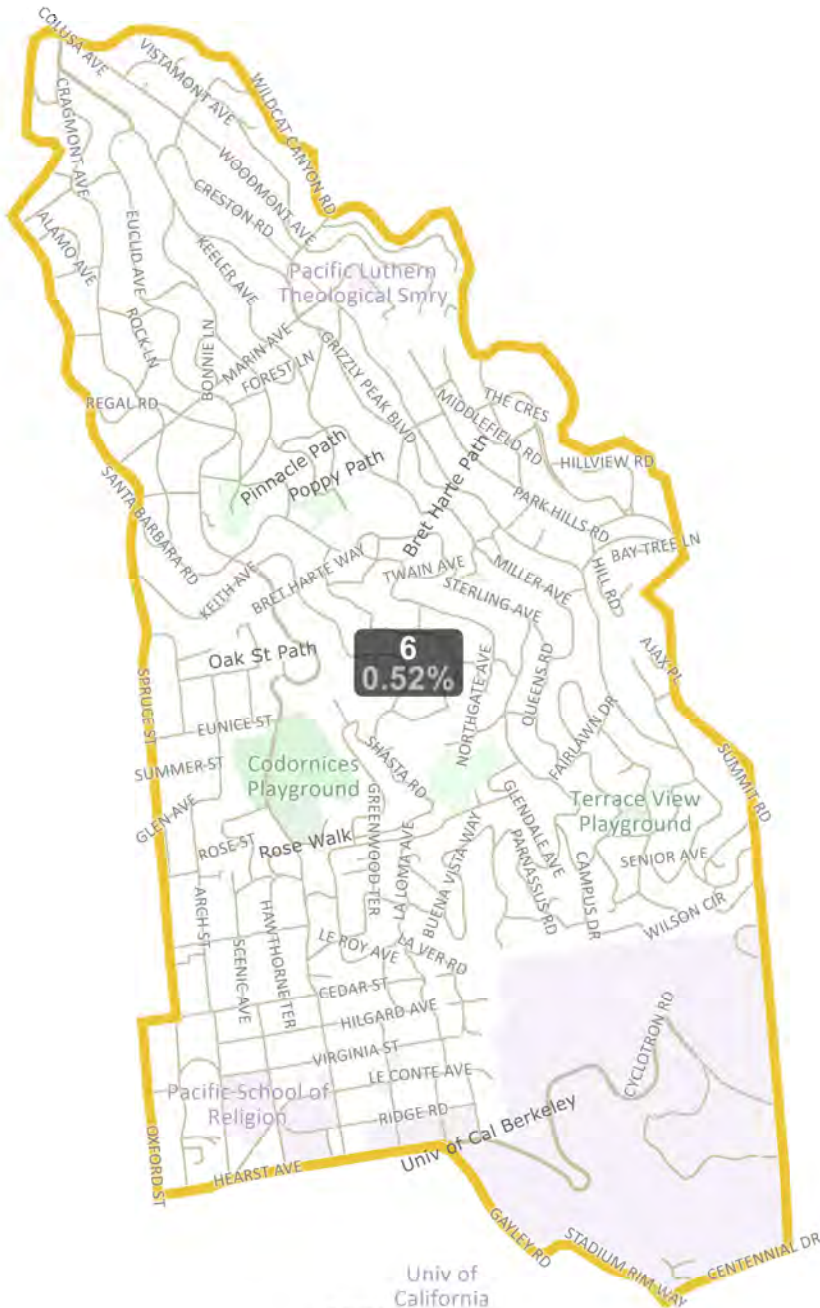 COLUSA AVE
VISTAMONT AVE
WILDCAT CANYON RD
CRAGMONT AVE
WOODMONT AVE
CRESTON RD
ALAMO AVE
EUCLID AVE
KEELER AVE
Pacific Luthern
Theological Smry
ROCK LN
BONNIE LN
MARIN AVE
FOREST LN
GRIZZLY PEAK BLVD
REGAL RD
THE CRES
MIDDLEFIELD RD
HILLVIEW RD
Pinnacle Path
Poppy Path
Bret Harte Path
SANTA BARBARA RD
PARK HILLS RD
BAY TREE LN
KEITH AVE
BRET HARTE WAY
TWAIN AVE
STERLING AVE
MILLER AVE
HILL RD
Oak St Path
6
0.52%
NORTHGATE AVE
QUEENS RD
AJAX PL
SPRUCE ST
EUNICE ST
SUMMER ST
Codornices
Playground
SHASTA RD
FAIRLAWN DR
SUMMIT RD
GLEN AVE
GREENWOOD TER
GLENDALE AVE
Terrace View
Playground
ROSE ST
Rose Walk
LA LOMA AVE
BUENA VISTA WAY
PARNASSUS RD
CAMPUS DR
SENIOR AVE
WILSON CIR
ARCH ST
SCENIC AVE
HAWTHORNE TER
LE ROY AVE
LA VER RD
CEDAR ST
HILGARD AVE
VIRGINIA ST
LE CONTE AVE
CYCLOTRON RD
Pacific School of
Religion
RIDGE RD
Univ of Cal Berkeley
OXFORD ST
HEARST AVE
GAYLEY RD
STADIUM RIM WAY
CENTENNIAL DR
Univ of
California